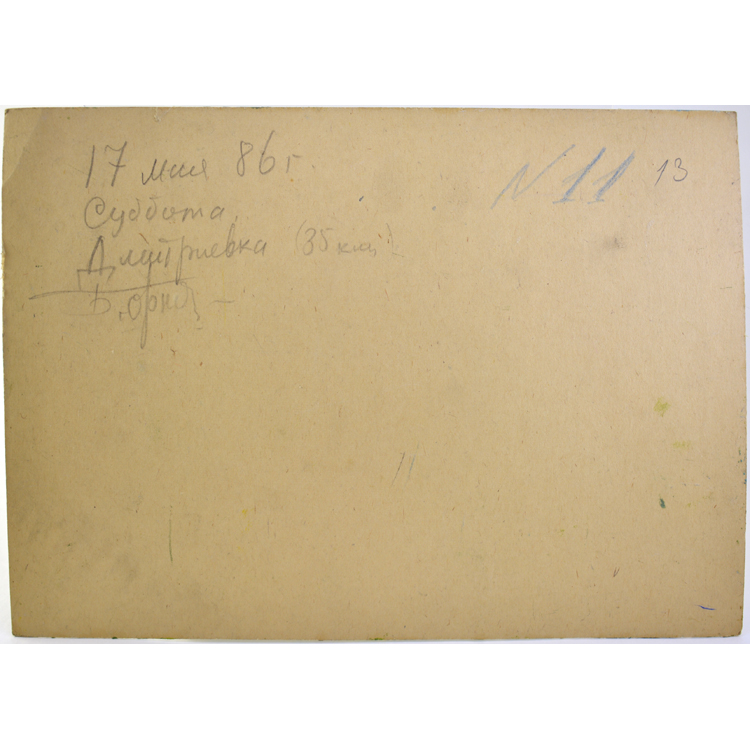 17 мая 86 г.
N 11 13
Суббота
Дмитриевка (35 км)
11